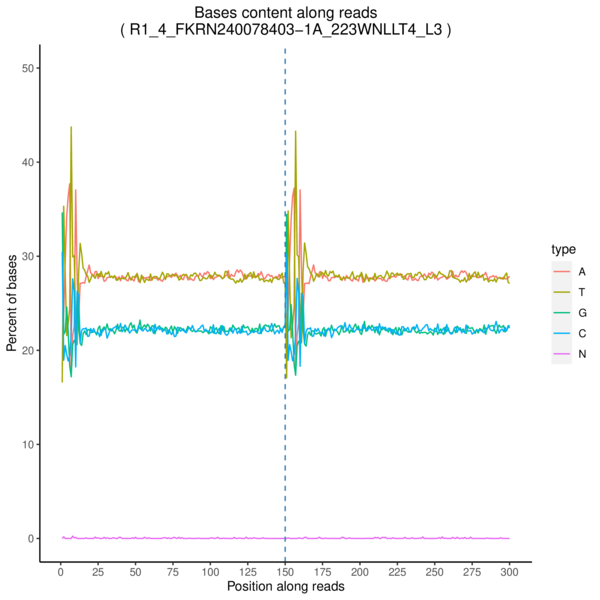 Bases content along reads
( R1_4_FKRN240078403−1A_223WNLLT4_L3 )
Percent of bases
50
40
30
20
10
0
0 25 50 75 100 125 150 175 200 225 250 275 300
Position along reads
type
A
T
G
C
N